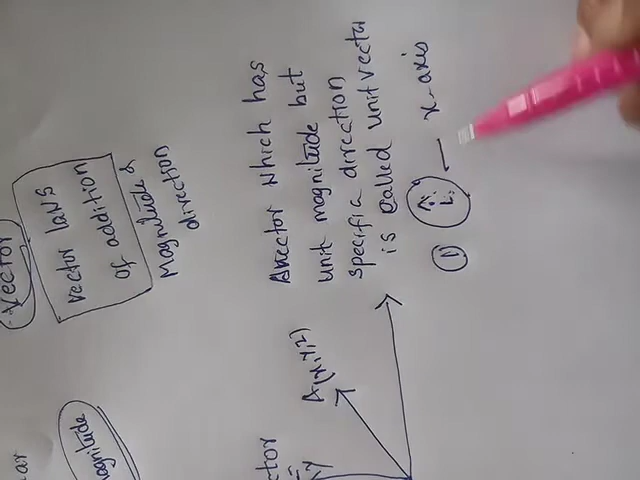 Vector
vector laws
of addition
Magnitude &
direction
A vector which has
unit magnitude but
specific direction
is called unit vector
① î — x-axis
A(x,y,z)
magnitude